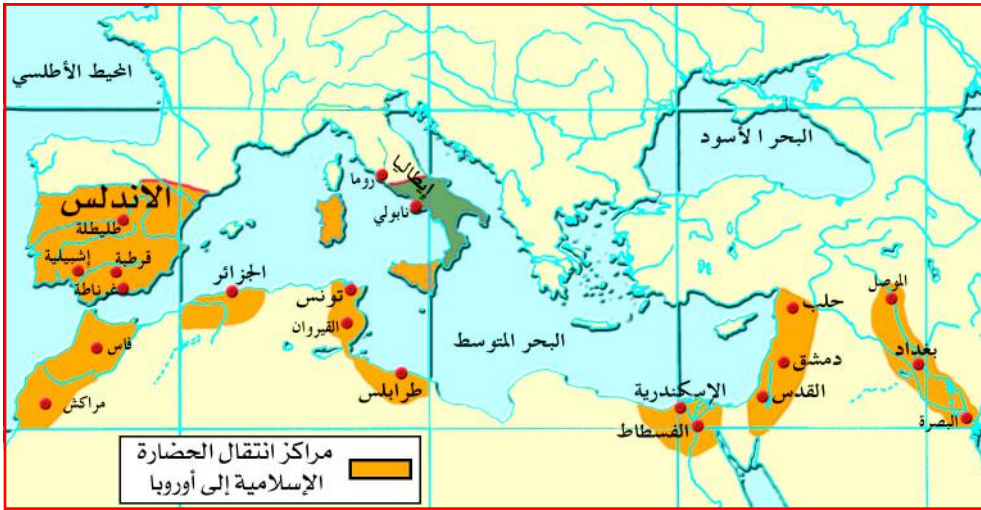 المحيط الأطلسي
البحر الأسود
إيطاليا
روما
نابولي
الاندلس
طليطلة
قرطبة
إشبيلية
غرناطة
الجزائر
تونس
القيروان
فاس
مراكش
طرابلس
البحر المتوسط
الموصل
حلب
بغداد
دمشق
القدس
البصرة
الإسكندرية
الفسطاط
مراكز انتقال الحضارة
الإسلامية إلى أوروبا